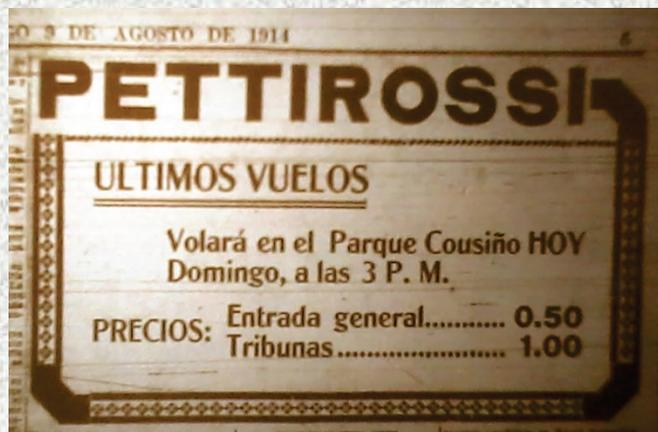 9 DE AGOSTO DE 1914
PETTIROSSI
ULTIMOS VUELOS
Volará en el Parque Cousiño HOY
Domingo, a las 3 P. M.
PRECIOS: Entrada general........... 0.50
Tribunas....................... 1.00